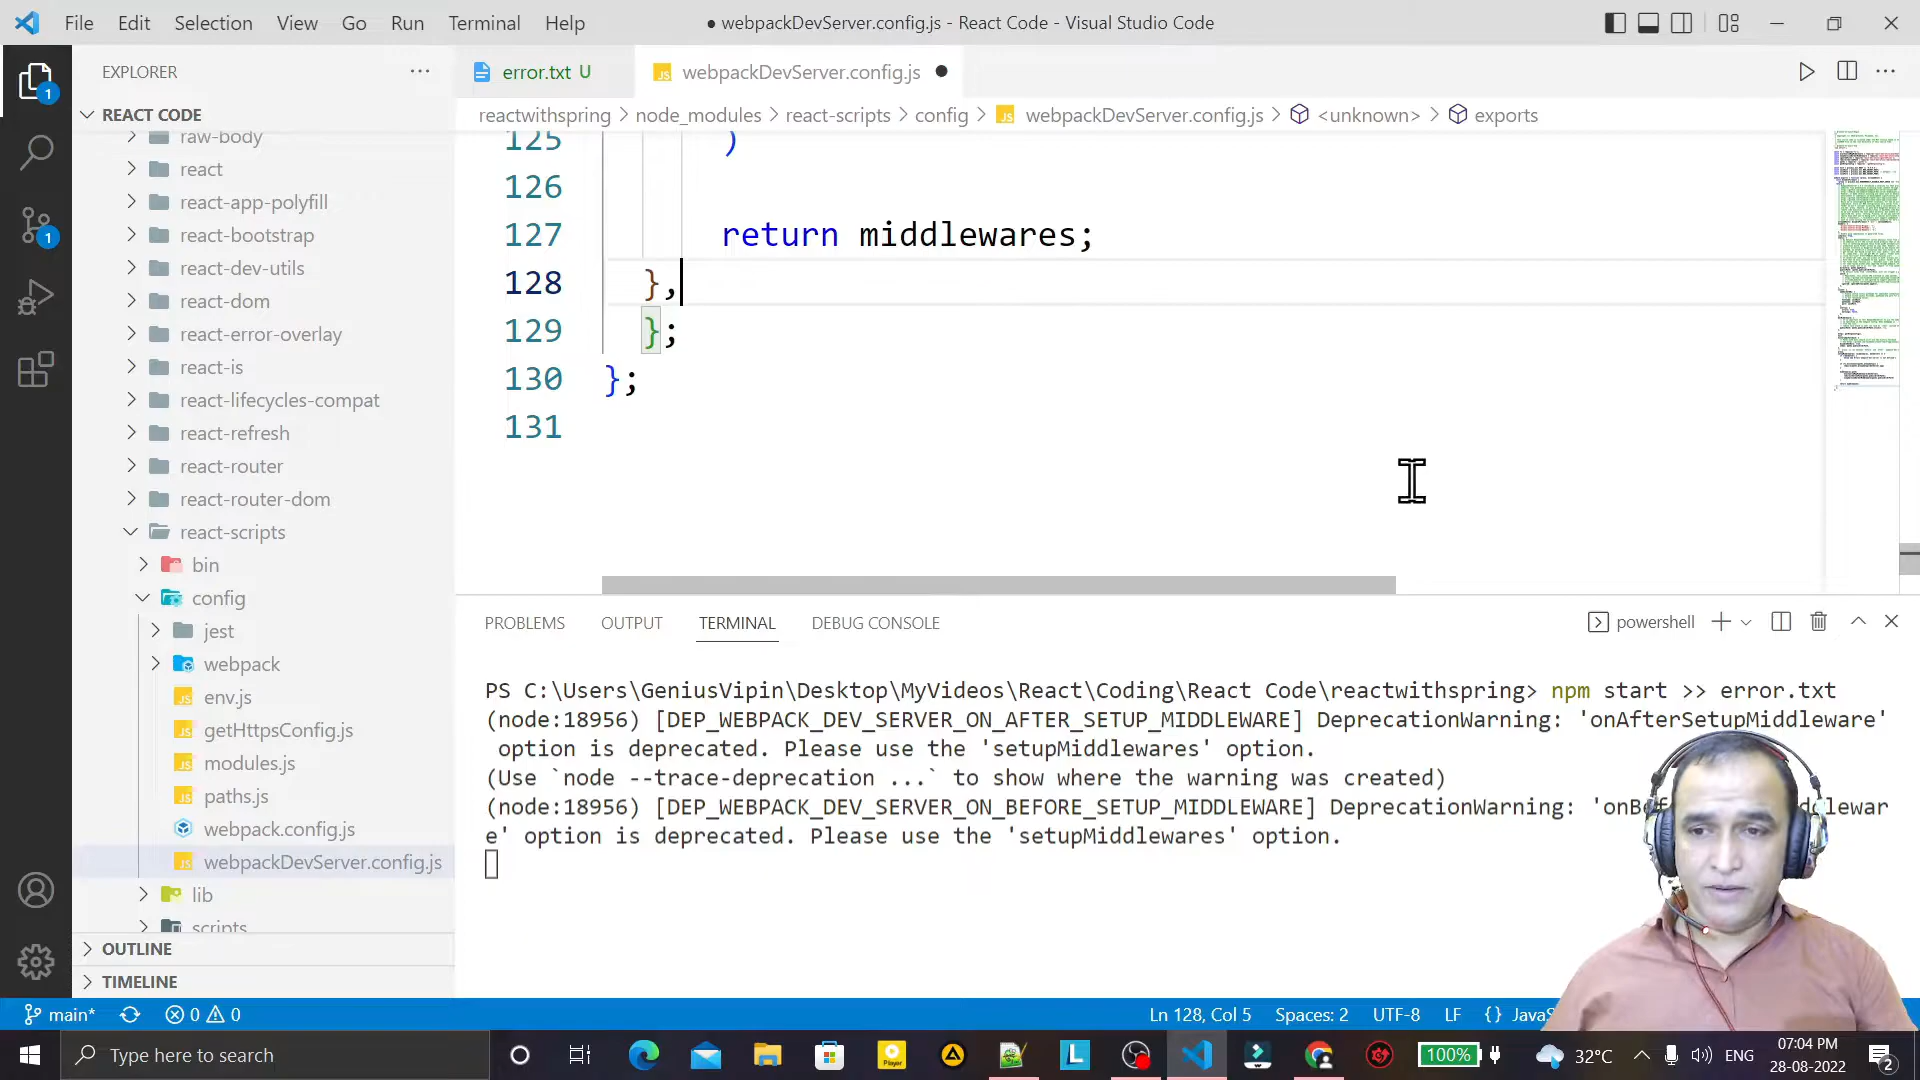 File Edit Selection View Go Run Terminal Help
● webpackDevServer.config.js - React Code - Visual Studio Code
EXPLORER
REACT CODE
raw-body
react
react-app-polyfill
react-bootstrap
react-dev-utils
react-dom
react-error-overlay
react-is
react-lifecycles-compat
react-refresh
react-router
react-router-dom
react-scripts
bin
config
jest
webpack
env.js
getHttpsConfig.js
modules.js
paths.js
webpack.config.js
webpackDevServer.config.js
lib
scripts
OUTLINE
TIMELINE
error.txt U
JS webpackDevServer.config.js ●
reactwithspring > node_modules > react-scripts > config > JS webpackDevServer.config.js > <unknown> > exports
125 )
126
127 return middlewares;
128 },
129 };
130 };
131
PROBLEMS OUTPUT TERMINAL DEBUG CONSOLE
powershell
PS C:\Users\GeniusVipin\Desktop\MyVideos\React\Coding\React Code\reactwithspring> npm start >> error.txt
(node:18956) [DEP_WEBPACK_DEV_SERVER_ON_AFTER_SETUP_MIDDLEWARE] DeprecationWarning: 'onAfterSetupMiddleware'
option is deprecated. Please use the 'setupMiddlewares' option.
(Use `node --trace-deprecation ...` to show where the warning was created)
(node:18956) [DEP_WEBPACK_DEV_SERVER_ON_BEFORE_SETUP_MIDDLEWARE] DeprecationWarning:
e' option is deprecated. Please use the 'setupMiddlewares' option.
main* 0 0
Ln 128, Col 5 Spaces: 2 UTF-8 LF {}
Type here to search
100% 32°C ENG
07:04 PM
28-08-2022
2